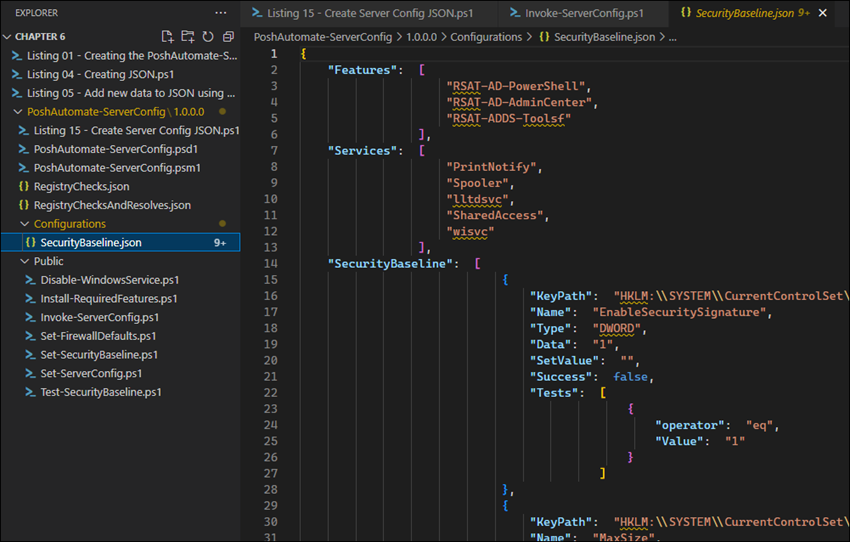 EXPLORER ...
CHAPTER 6
Listing 01 - Creating the PoshAutomate-S...
Listing 04 - Creating JSON.ps1
Listing 05 - Add new data to JSON using ...
PoshAutomate-ServerConfig \ 1.0.0.0
Listing 15 - Create Server Config JSON.ps1
PoshAutomate-ServerConfig.psd1
PoshAutomate-ServerConfig.psm1
{} RegistryChecks.json
{} RegistryChecksAndResolves.json
Configurations
{} SecurityBaseline.json 9+
Public
Disable-WindowsService.ps1
Install-RequiredFeatures.ps1
Invoke-ServerConfig.ps1
Set-FirewallDefaults.ps1
Set-SecurityBaseline.ps1
Set-ServerConfig.ps1
Test-SecurityBaseline.ps1
Listing 15 - Create Server Config JSON.ps1 Invoke-ServerConfig.ps1 {} SecurityBaseline.json 9+
PoshAutomate-ServerConfig > 1.0.0.0 > Configurations > {} SecurityBaseline.json > ...
1 {
2 "Features": [
3 "RSAT-AD-PowerShell",
4 "RSAT-AD-AdminCenter",
5 "RSAT-ADDS-Toolsf"
6 ],
7 "Services": [
8 "PrintNotify",
9 "Spooler",
10 "lltdsvc",
11 "SharedAccess",
12 "wisvc"
13 ],
14 "SecurityBaseline": [
15 {
16 "KeyPath": "HKLM:\\SYSTEM\\CurrentControlSet\
17 "Name": "EnableSecuritySignature",
18 "Type": "DWORD",
19 "Data": "1",
20 "SetValue": "",
21 "Success": false,
22 "Tests": [
23 {
24 "operator": "eq",
25 "Value": "1"
26 }
27 ]
28 },
29 {
30 "KeyPath": "HKLM:\\SYSTEM\\CurrentControlSet\
31 "Name": "MaxSize",